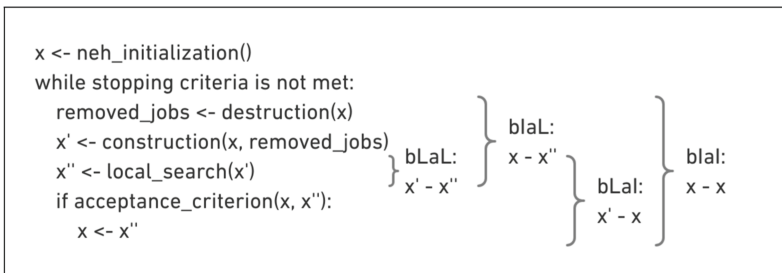 x <- neh_initialization()
while stopping criteria is not met:
removed_jobs <- destruction(x)
x' <- construction(x, removed_jobs)
x'' <- local_search(x')
if acceptance_criterion(x, x''):
x <- x''
bLaL:
x' - x''
blaL:
x - x''
bLal:
x' - x
blal:
x - x